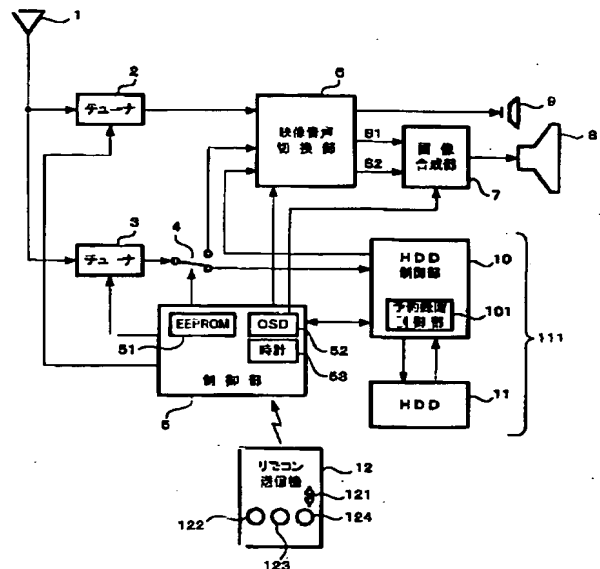 1
2
チューナ
6
映像音声
切換部
9
8
S1
S2
画像
合成部
7
3
チューナ
4
HDD
制御部
10
予約録画
制御部
101
111
EEPROM
OSD
51
52
時計
53
制御部
5
HDD
11
リモコン
送信機
12
121
122
123
124